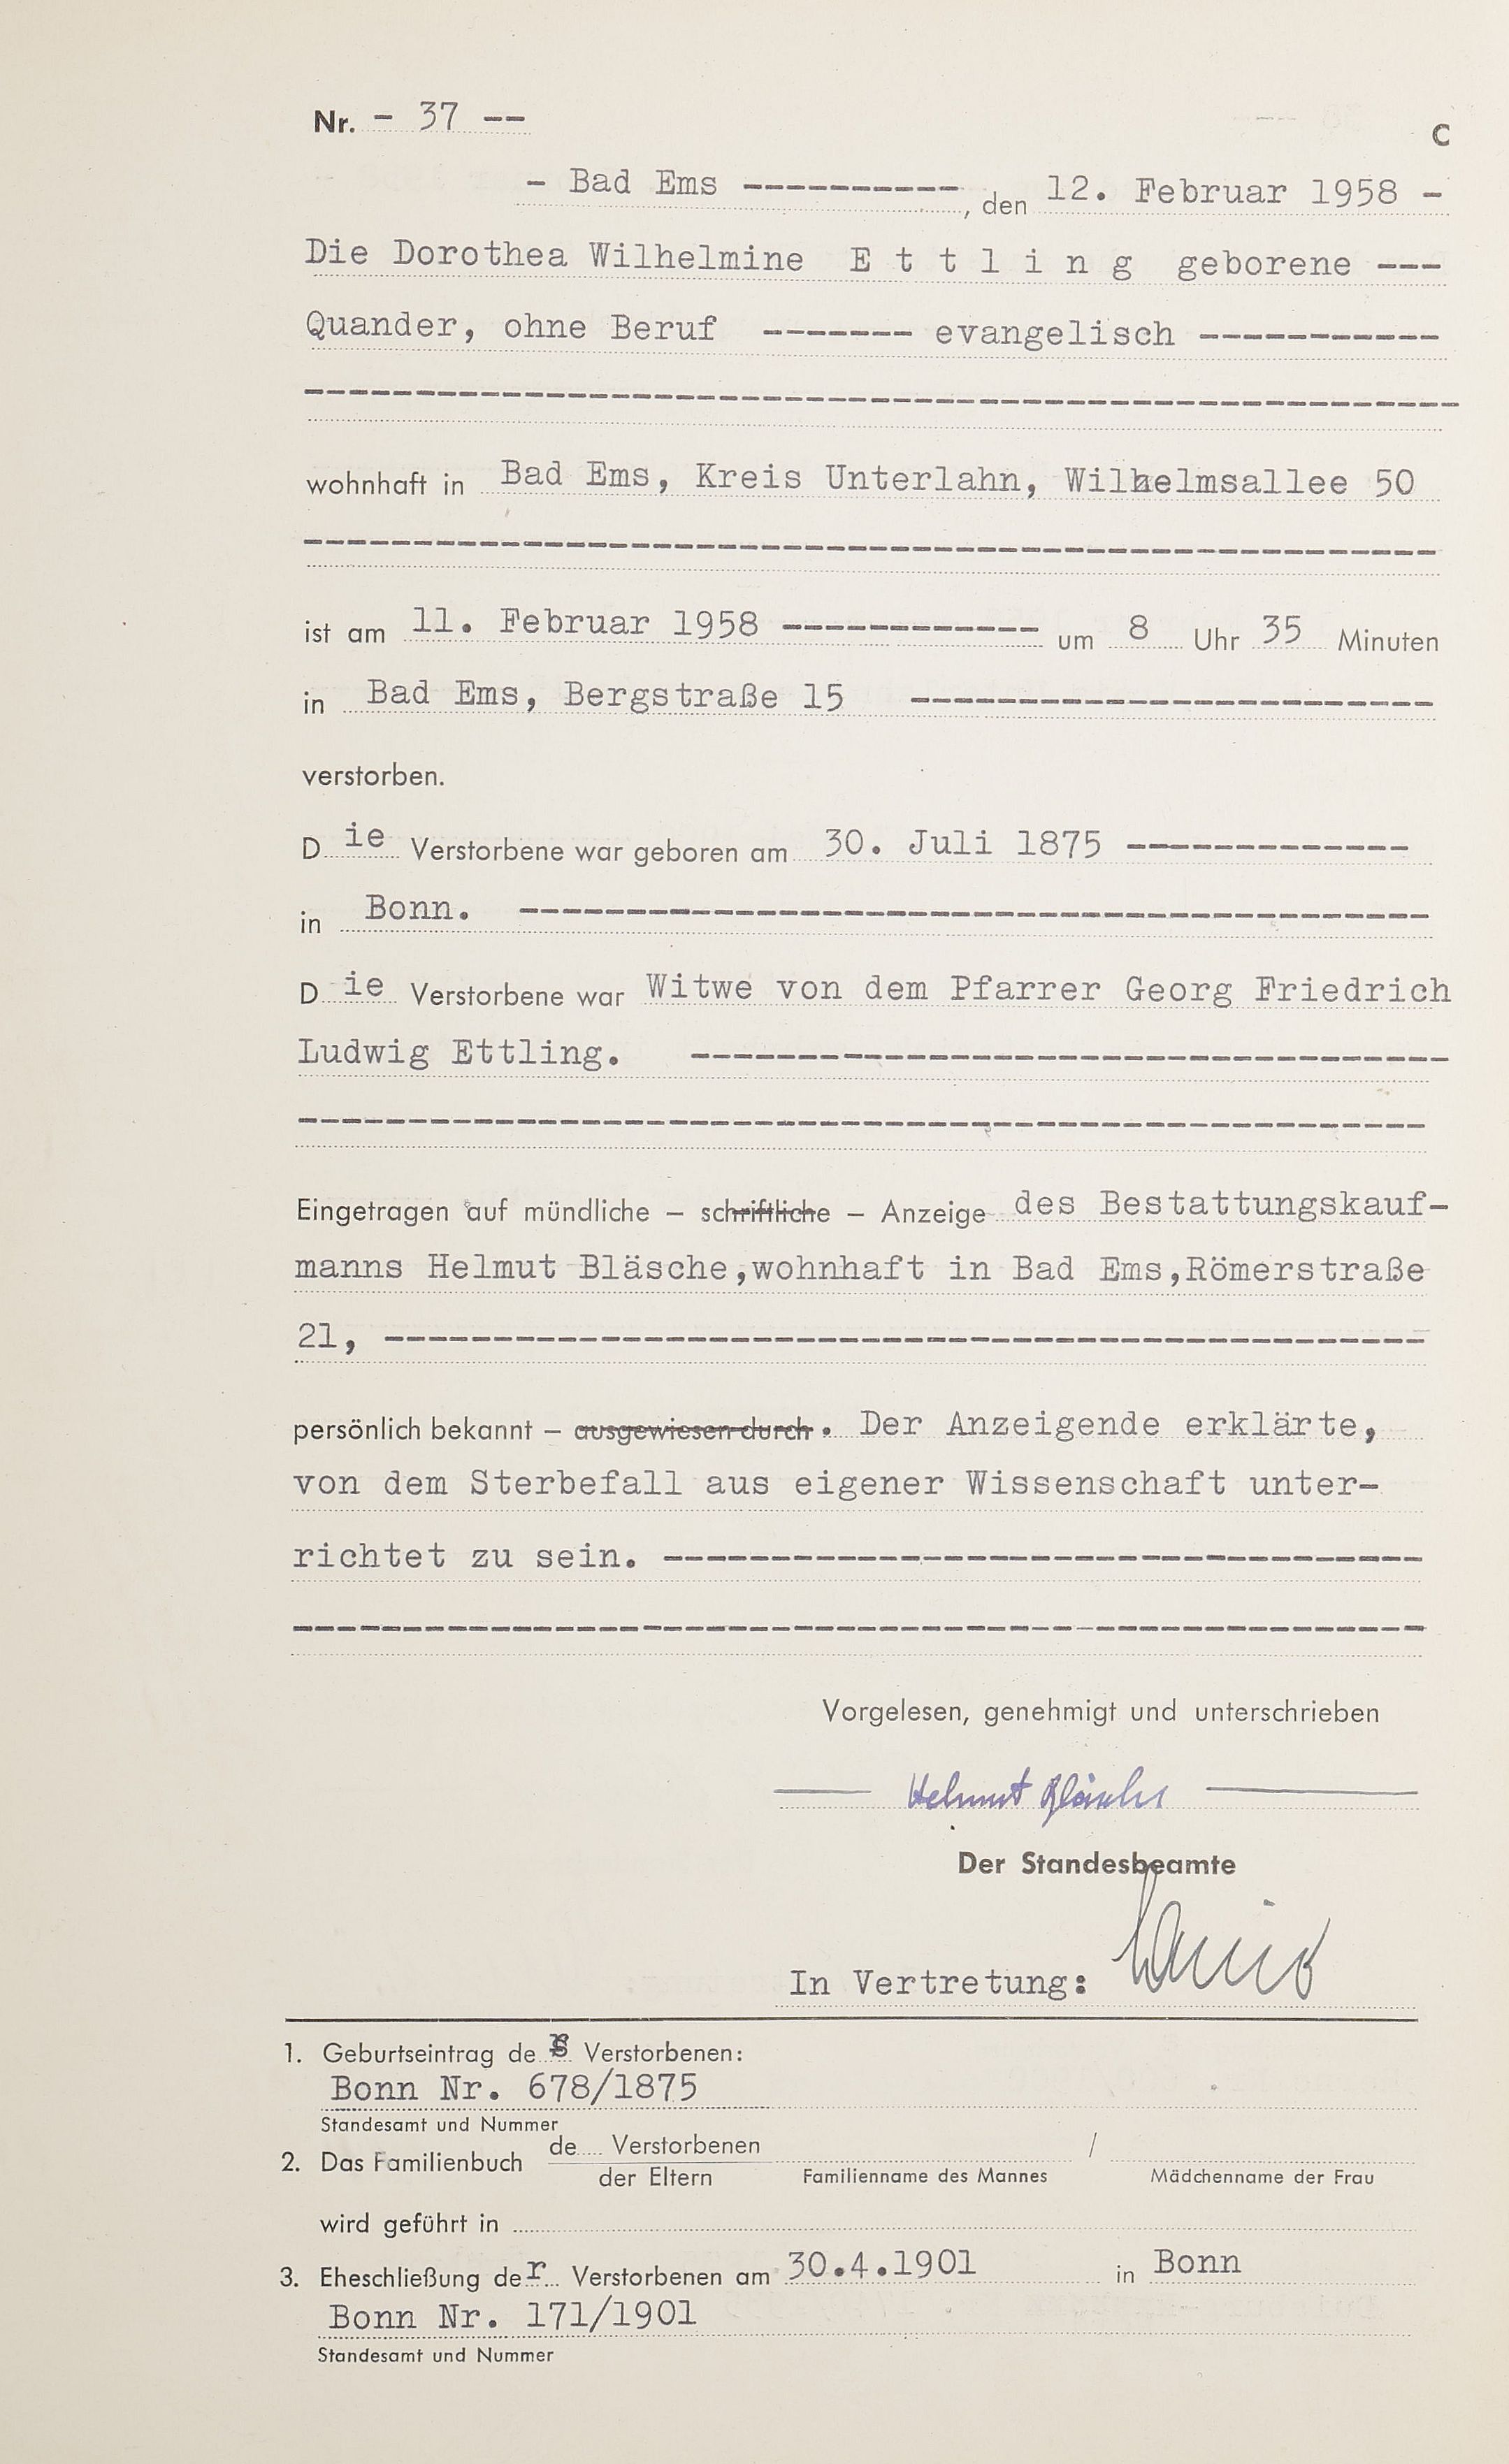 Nr. - 37 --
C
- Bad Ems -----------, den 12. Februar 1958 -
Die Dorothea Wilhelmine E t t l i n g geborene ---
Quander, ohne Beruf ------- evangelisch -----------
wohnhaft in Bad Ems, Kreis Unterlahn, Wilhelmsallee 50
ist am 11. Februar 1958 ------------ um 8 Uhr 35 Minuten
in Bad Ems, Bergstraße 15 ------------------------
verstorben.
Die Verstorbene war geboren am 30. Juli 1875 -------------
in Bonn. ------------------------------------------
Die Verstorbene war Witwe von dem Pfarrer Georg Friedrich
Ludwig Ettling. -----------------------------------
Eingetragen auf mündliche – schriftliche – Anzeige des Bestattungskauf-
manns Helmut Bläsche,wohnhaft in Bad Ems,Römerstraße
21, ------------------------------------------------
persönlich bekannt – ausgewiesen durch. Der Anzeigende erklärte,
von dem Sterbefall aus eigener Wissenschaft unter-
richtet zu sein. -----------------------------------
Vorgelesen, genehmigt und unterschrieben
Helmut Bläsche
Der Standesbeamte
In Vertretung:
1. Geburtseintrag der Verstorbenen:
Bonn Nr. 678/1875
Standesamt und Nummer
2. Das Familienbuch de.... Verstorbenen /
der Eltern Familienname des Mannes Mädchenname der Frau
wird geführt in
3. Eheschließung der Verstorbenen am 30.4.1901 in Bonn
Bonn Nr. 171/1901
Standesamt und Nummer